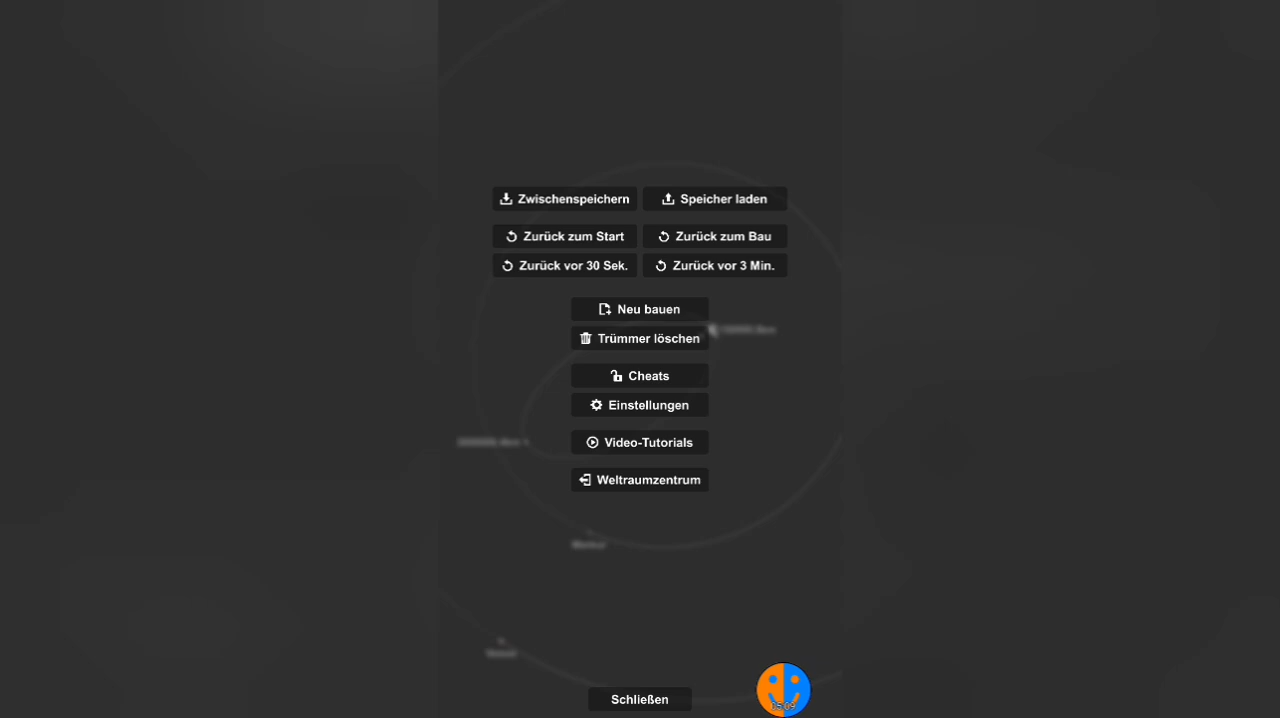 Zwischenspeichern
Speicher laden
Zurück zum Start
Zurück zum Bau
Zurück vor 30 Sek.
Zurück vor 3 Min.
Neu bauen
Trümmer löschen
Cheats
Einstellungen
Video-Tutorials
Weltraumzentrum
Schließen